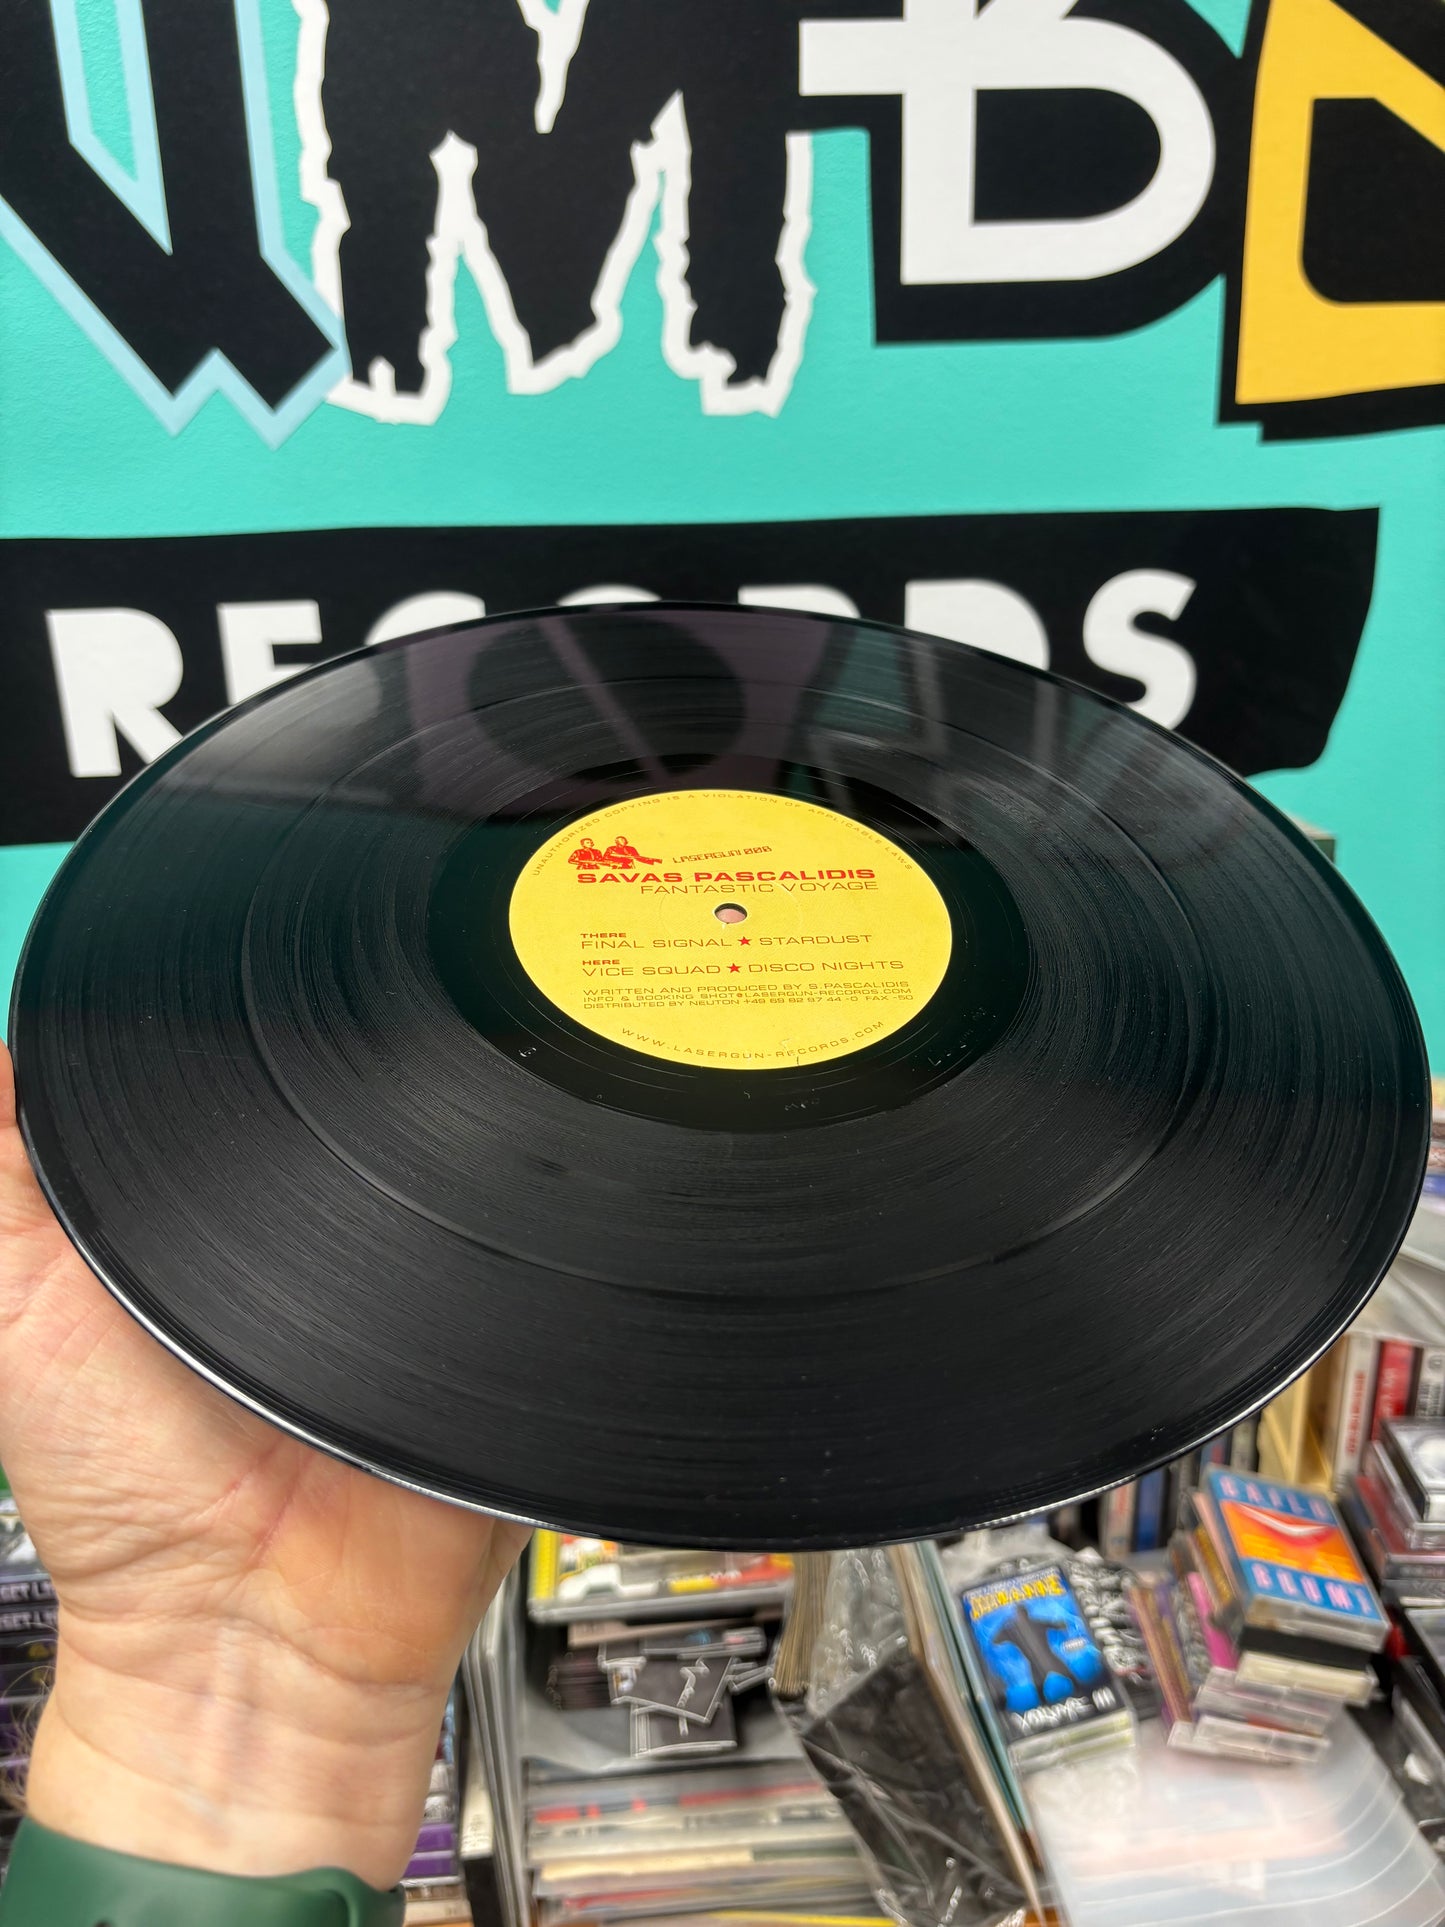 RECORDS
UNAUTHORIZED COPYING IS A VIOLATION OF APPLICABLE LAWS
LASERGUN 008
SAVAS PASCALIDIS
FANTASTIC VOYAGE
THERE
FINAL SIGNAL ★ STARDUST
HERE
VICE SQUAD ★ DISCO NIGHTS
WRITTEN AND PRODUCED BY S.PASCALIDIS
INFO & BOOKING SHOT@LASERGUN-RECORDS.COM
DISTRIBUTED BY NEUTON +49 69 82 97 44 -0 FAX -50
WWW.LASERGUN-RECORDS.COM